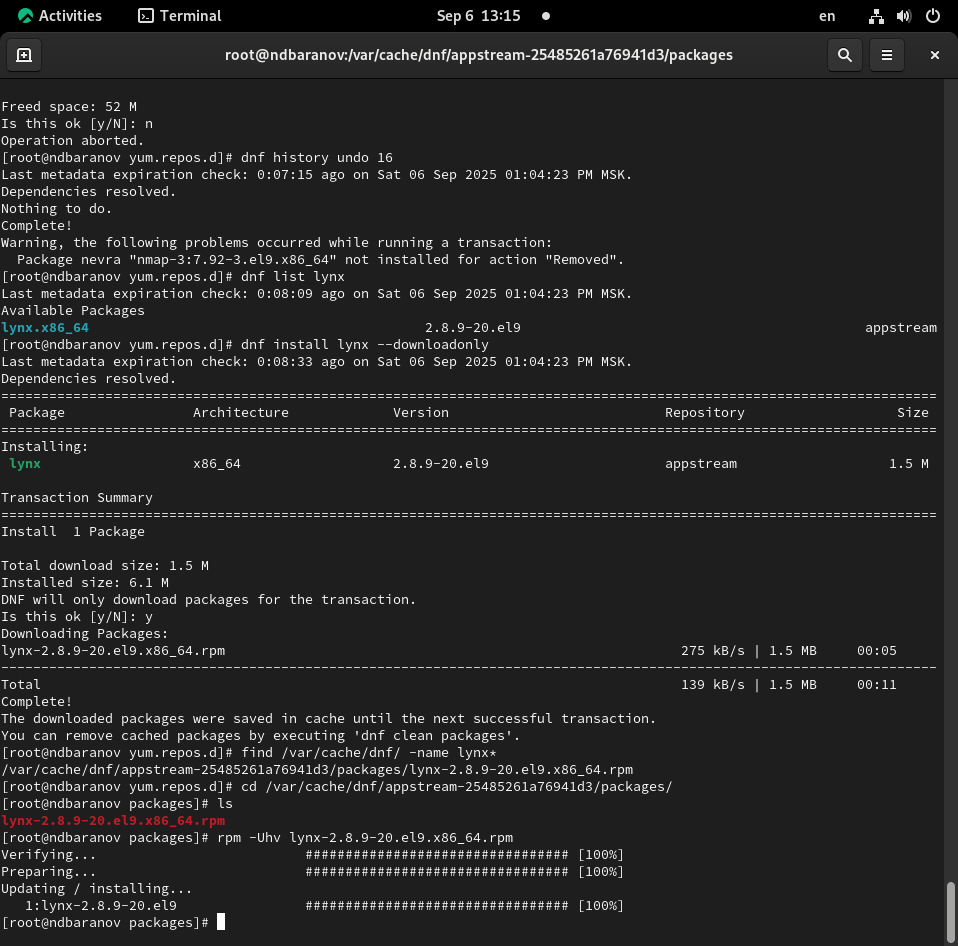 Activities Terminal Sep 6 13:15 en
root@ndbaranov:/var/cache/dnf/appstream-25485261a76941d3/packages
Freed space: 52 M
Is this ok [y/N]: n
Operation aborted.
[root@ndbaranov yum.repos.d]# dnf history undo 16
Last metadata expiration check: 0:07:15 ago on Sat 06 Sep 2025 01:04:23 PM MSK.
Dependencies resolved.
Nothing to do.
Complete!
Warning, the following problems occurred while running a transaction:
  Package nevra "nmap-3:7.92-3.el9.x86_64" not installed for action "Removed".
[root@ndbaranov yum.repos.d]# dnf list lynx
Last metadata expiration check: 0:08:09 ago on Sat 06 Sep 2025 01:04:23 PM MSK.
Available Packages
lynx.x86_64 2.8.9-20.el9 appstream
[root@ndbaranov yum.repos.d]# dnf install lynx --downloadonly
Last metadata expiration check: 0:08:33 ago on Sat 06 Sep 2025 01:04:23 PM MSK.
Dependencies resolved.
=====================================================================================================================
 Package Architecture Version Repository Size
=====================================================================================================================
Installing:
 lynx x86_64 2.8.9-20.el9 appstream 1.5 M
Transaction Summary
=====================================================================================================================
Install  1 Package
Total download size: 1.5 M
Installed size: 6.1 M
DNF will only download packages for the transaction.
Is this ok [y/N]: y
Downloading Packages:
lynx-2.8.9-20.el9.x86_64.rpm 275 kB/s | 1.5 MB 00:05
---------------------------------------------------------------------------------------------------------------------
Total 139 kB/s | 1.5 MB 00:11
Complete!
The downloaded packages were saved in cache until the next successful transaction.
You can remove cached packages by executing 'dnf clean packages'.
[root@ndbaranov yum.repos.d]# find /var/cache/dnf/ -name lynx*
/var/cache/dnf/appstream-25485261a76941d3/packages/lynx-2.8.9-20.el9.x86_64.rpm
[root@ndbaranov yum.repos.d]# cd /var/cache/dnf/appstream-25485261a76941d3/packages/
[root@ndbaranov packages]# ls
lynx-2.8.9-20.el9.x86_64.rpm
[root@ndbaranov packages]# rpm -Uhv lynx-2.8.9-20.el9.x86_64.rpm
Verifying... ################################# [100%]
Preparing... ################################# [100%]
Updating / installing...
   1:lynx-2.8.9-20.el9 ################################# [100%]
[root@ndbaranov packages]#